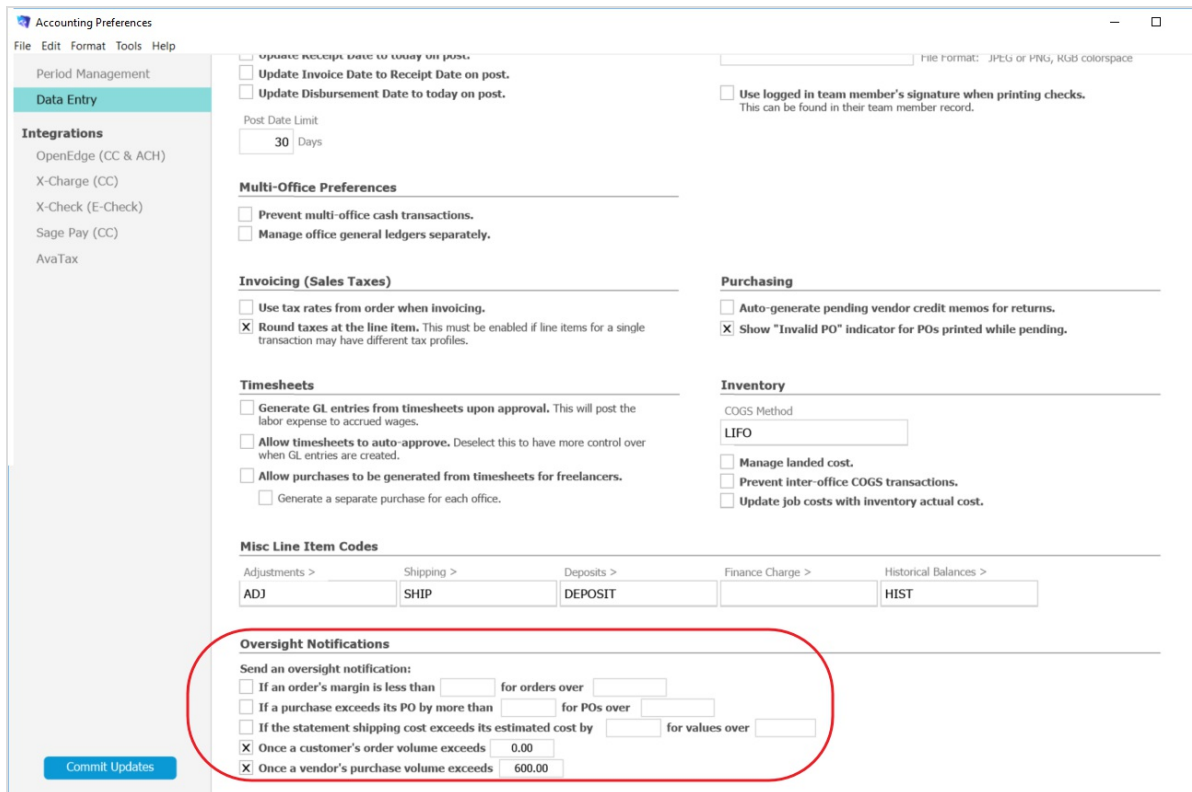 Accounting Preferences
File Edit Format Tools Help
Period Management
Data Entry
Integrations
OpenEdge (CC & ACH)
X-Charge (CC)
X-Check (E-Check)
Sage Pay (CC)
AvaTax
Commit Updates
Update Receipt Date to today on post.
Update Invoice Date to Receipt Date on post.
Update Disbursement Date to today on post.
Post Date Limit
30 Days
File Format: JPEG or PNG, RGB colorspace
Use logged in team member's signature when printing checks.
This can be found in their team member record.
Multi-Office Preferences
Prevent multi-office cash transactions.
Manage office general ledgers separately.
Invoicing (Sales Taxes)
Use tax rates from order when invoicing.
Round taxes at the line item. This must be enabled if line items for a single
transaction may have different tax profiles.
Purchasing
Auto-generate pending vendor credit memos for returns.
Show "Invalid PO" indicator for POs printed while pending.
Timesheets
Generate GL entries from timesheets upon approval. This will post the
labor expense to accrued wages.
Allow timesheets to auto-approve. Deselect this to have more control over
when GL entries are created.
Allow purchases to be generated from timesheets for freelancers.
Generate a separate purchase for each office.
Inventory
COGS Method
LIFO
Manage landed cost.
Prevent inter-office COGS transactions.
Update job costs with inventory actual cost.
Misc Line Item Codes
Adjustments > Shipping > Deposits > Finance Charge > Historical Balances >
ADJ SHIP DEPOSIT HIST
Oversight Notifications
Send an oversight notification:
If an order's margin is less than for orders over
If a purchase exceeds its PO by more than for POs over
If the statement shipping cost exceeds its estimated cost by for values over
Once a customer's order volume exceeds 0.00
Once a vendor's purchase volume exceeds 600.00